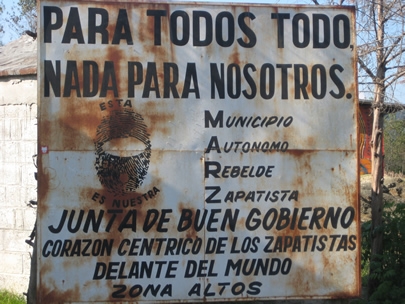 PARA TODOS TODO,
NADA PARA NOSOTROS.
ESTA
ES NUESTRA
MUNICIPIO
AUTONOMO
REBELDE
ZAPATISTA
JUNTA DE BUEN GOBIERNO
CORAZON CENTRICO DE LOS ZAPATISTAS
DELANTE DEL MUNDO
ZONA ALTOS